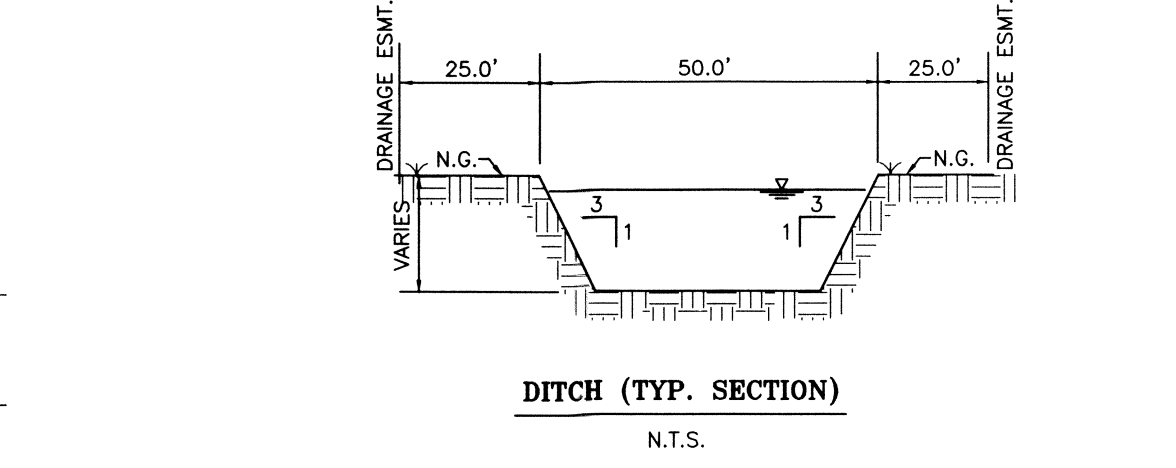 DRAINAGE ESMT.
25.0'
50.0'
25.0'
DRAINAGE ESMT.
N.G.
N.G.
VARIES
3
1
3
1
DITCH (TYP. SECTION)
N.T.S.